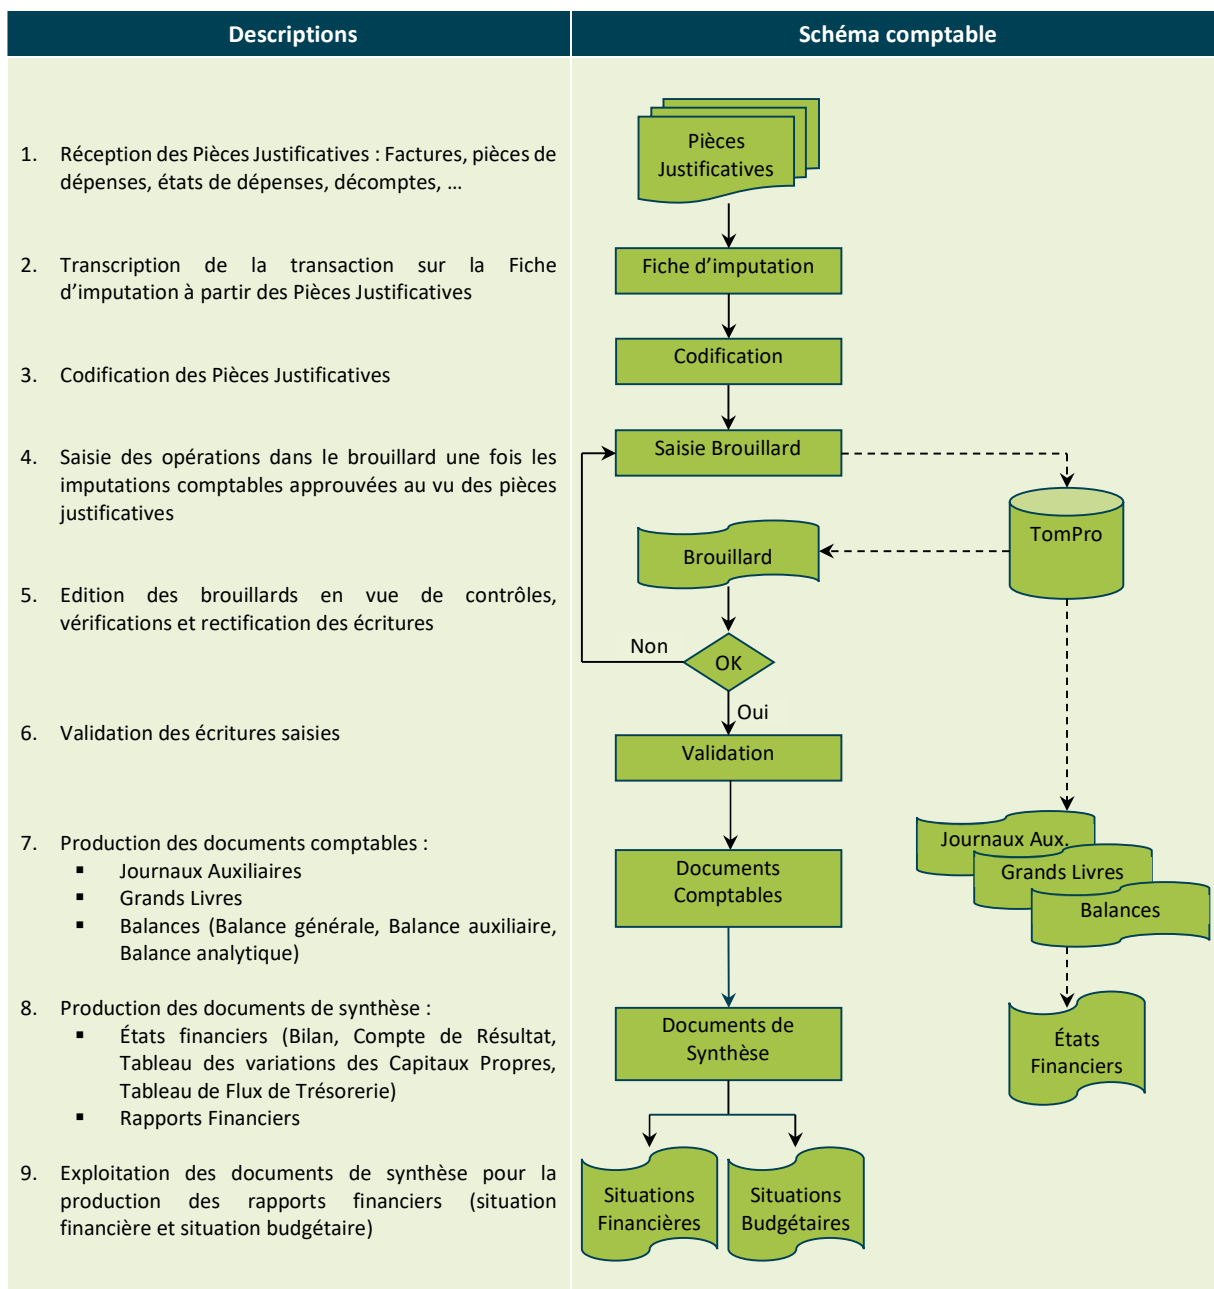 Descriptions
Schéma comptable
1. Réception des Pièces Justificatives : Factures, pièces de
dépenses, états de dépenses, décomptes, …
2. Transcription de la transaction sur la Fiche
d’imputation à partir des Pièces Justificatives
3. Codification des Pièces Justificatives
4. Saisie des opérations dans le brouillard une fois les
imputations comptables approuvées au vu des pièces
justificatives
5. Edition des brouillards en vue de contrôles,
vérifications et rectification des écritures
6. Validation des écritures saisies
7. Production des documents comptables :
▪ Journaux Auxiliaires
▪ Grands Livres
▪ Balances (Balance générale, Balance auxiliaire,
Balance analytique)
8. Production des documents de synthèse :
▪ États financiers (Bilan, Compte de Résultat,
Tableau des variations des Capitaux Propres,
Tableau de Flux de Trésorerie)
▪ Rapports Financiers
9. Exploitation des documents de synthèse pour la
production des rapports financiers (situation
financière et situation budgétaire)
Pièces
Justificatives
Fiche d’imputation
Codification
Saisie Brouillard
TomPro
Brouillard
Non
OK
Oui
Validation
Journaux Aux.
Grands Livres
Balances
Documents
Comptables
Documents de
Synthèse
États
Financiers
Situations
Financières
Situations
Budgétaires